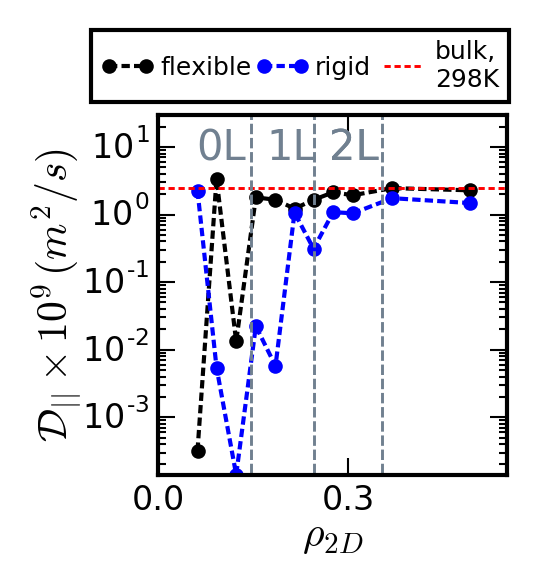 flexible rigid bulk,
298K
0L 1L 2L
10¹
10⁰
10⁻¹
10⁻²
10⁻³
𝒟|| × 10⁹ (m²/s)
0.0 0.3
ρ₂D